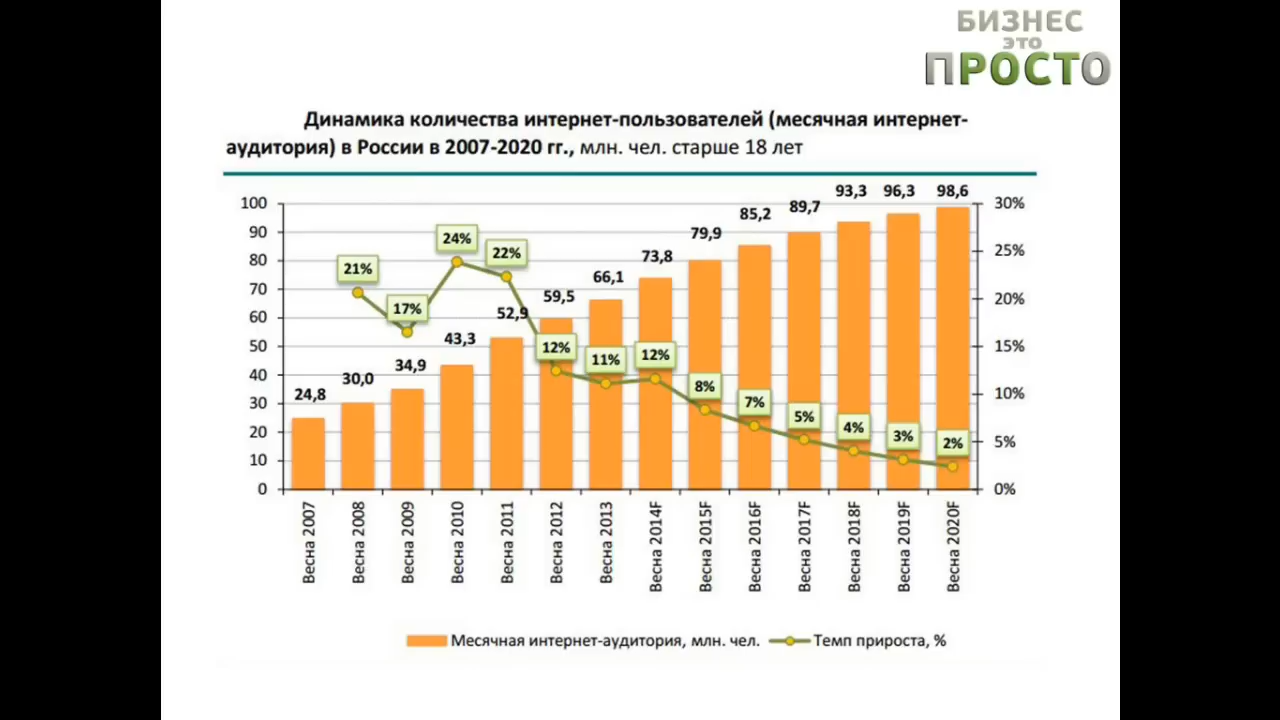 БИЗНЕС
ЭТО
ПРОСТО
Динамика количества интернет-пользователей (месячная интернет-
аудитория) в России в 2007-2020 гг., млн. чел. старше 18 лет
100
90
80
70
60
50
40
30
20
10
0
24,8
30,0
34,9
43,3
52,9
59,5
66,1
73,8
79,9
85,2
89,7
93,3
96,3
98,6
21%
17%
24%
22%
12%
11%
12%
8%
7%
5%
4%
3%
2%
30%
25%
20%
15%
10%
5%
0%
Весна 2007
Весна 2008
Весна 2009
Весна 2010
Весна 2011
Весна 2012
Весна 2013
Весна 2014F
Весна 2015F
Весна 2016F
Весна 2017F
Весна 2018F
Весна 2019F
Весна 2020F
Месячная интернет-аудитория, млн. чел.
Темп прироста, %